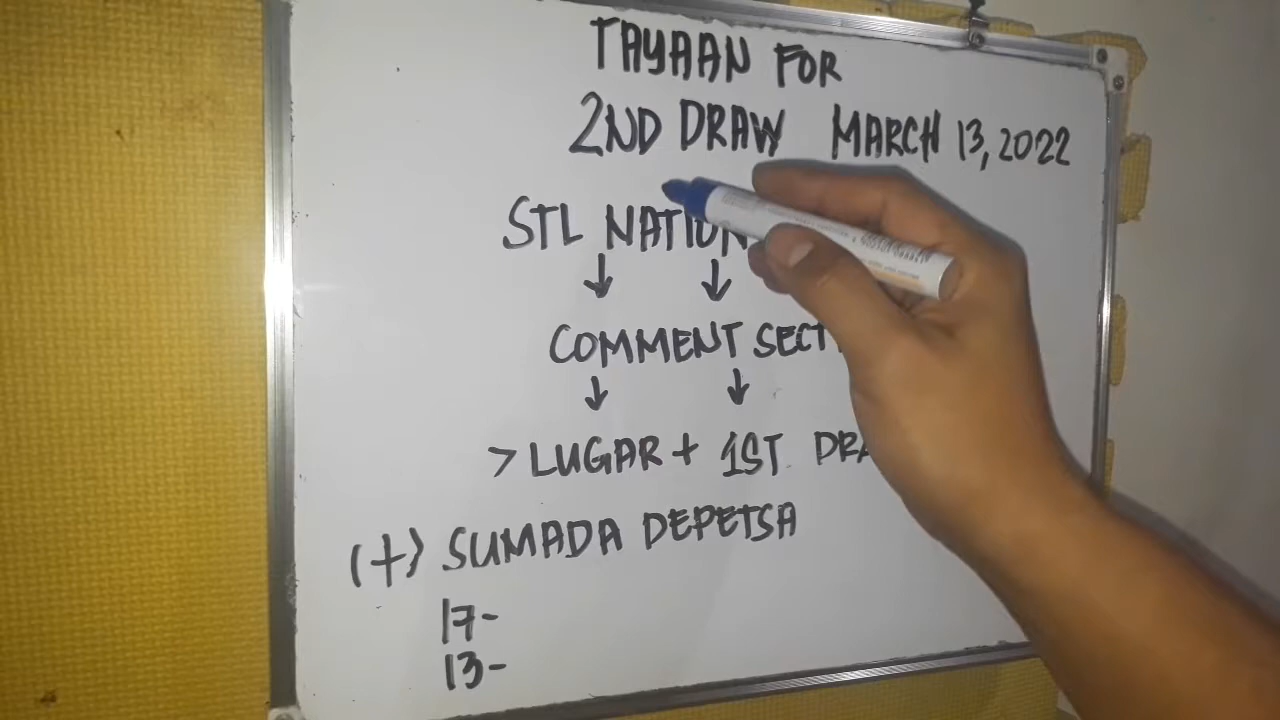 TAYAAN FOR
2ND DRAW MARCH 13, 2022
STL NATION
↓ ↓
COMMENT SECT
↓ ↓
> LUGAR + 1ST DRA
(+) SUMADA DEPETSA
17-
13-